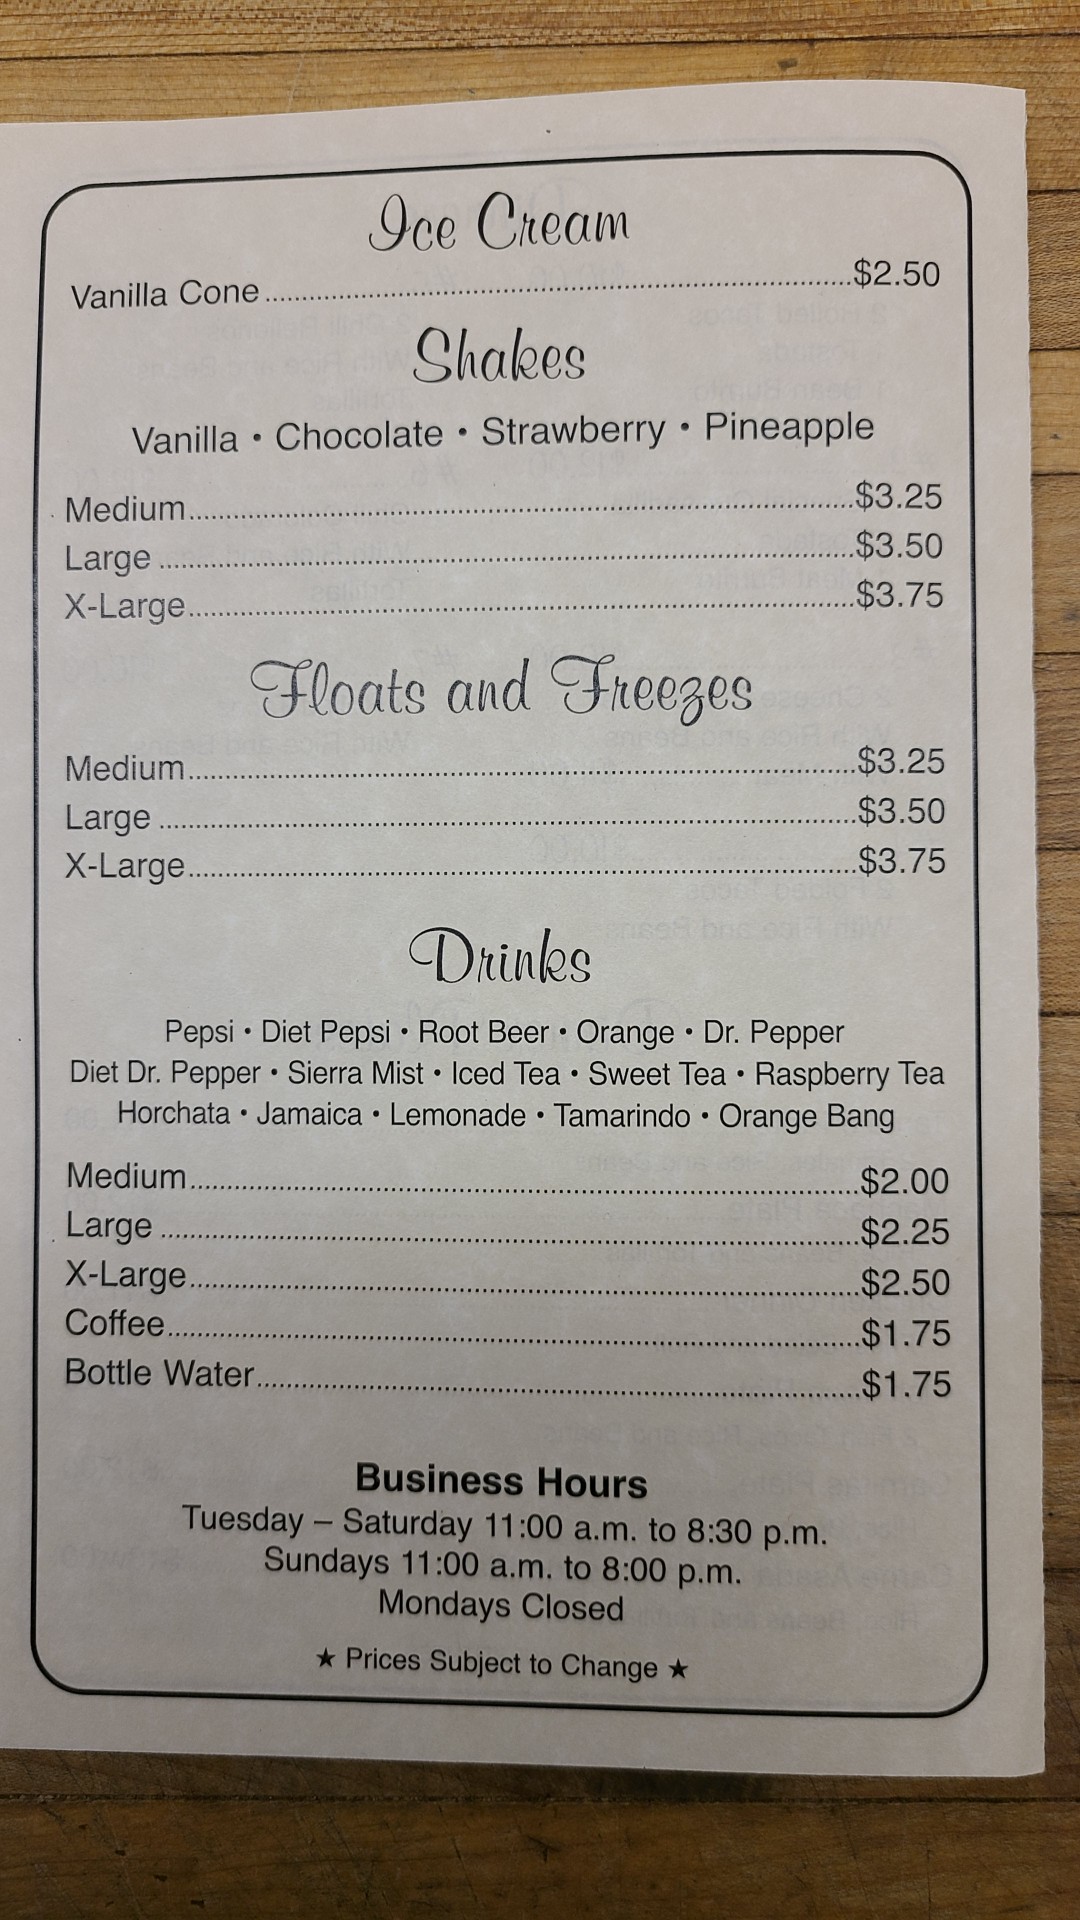 Ice Cream
Vanilla Cone........................................................................$2.50
Shakes
Vanilla • Chocolate • Strawberry • Pineapple
Medium........................................................................$3.25
Large ........................................................................$3.50
X-Large........................................................................$3.75
Floats and Freezes
Medium........................................................................$3.25
Large ........................................................................$3.50
X-Large........................................................................$3.75
Drinks
Pepsi • Diet Pepsi • Root Beer • Orange • Dr. Pepper
Diet Dr. Pepper • Sierra Mist • Iced Tea • Sweet Tea • Raspberry Tea
Horchata • Jamaica • Lemonade • Tamarindo • Orange Bang
Medium........................................................................$2.00
Large ........................................................................$2.25
X-Large........................................................................$2.50
Coffee........................................................................$1.75
Bottle Water........................................................................$1.75
Business Hours
Tuesday – Saturday 11:00 a.m. to 8:30 p.m.
Sundays 11:00 a.m. to 8:00 p.m.
Mondays Closed
★ Prices Subject to Change ★